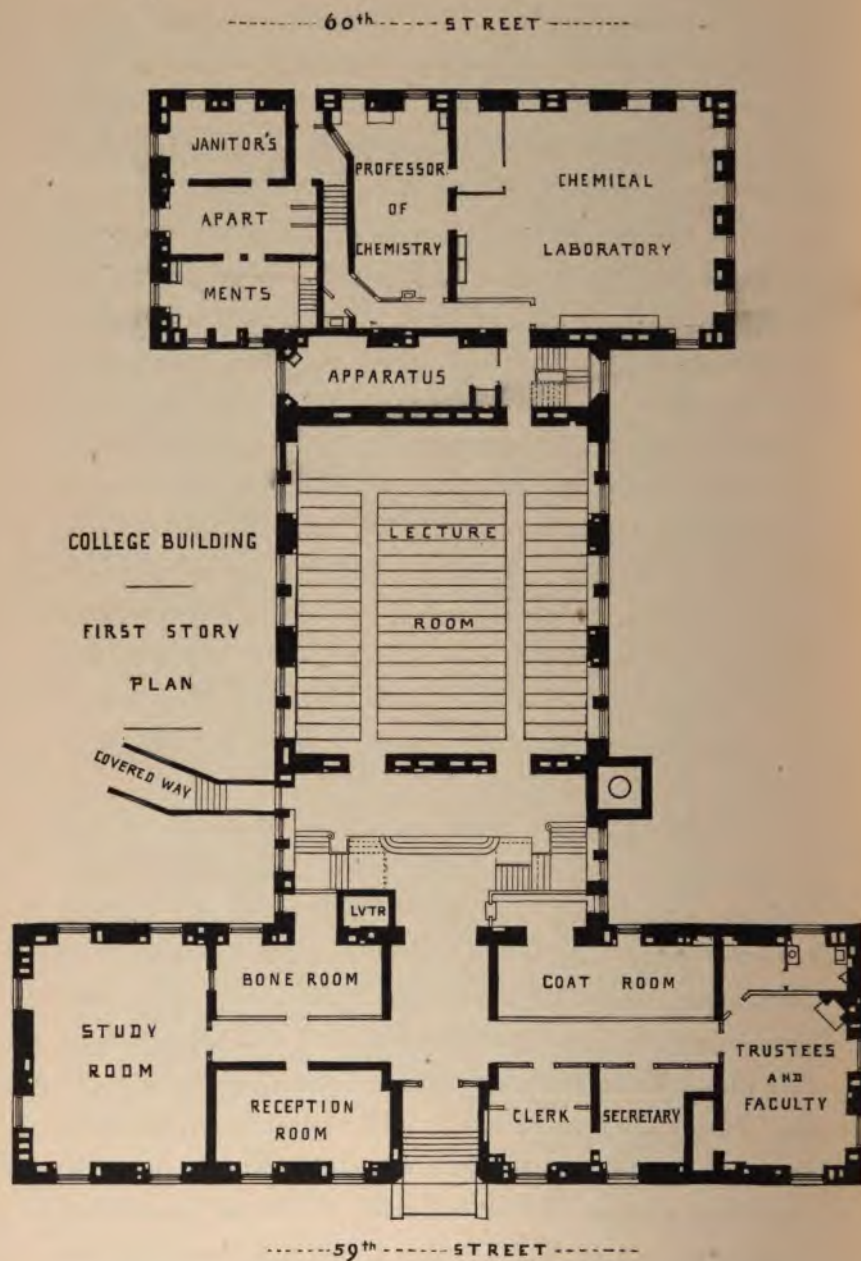 60th STREET
JANITOR'S
APART
MENTS
PROFESSOR
OF
CHEMISTRY
CHEMICAL
LABORATORY
APPARATUS
LECTURE
ROOM
COLLEGE BUILDING
FIRST STORY
PLAN
COVERED WAY
LVTR
BONE ROOM
COAT ROOM
STUDY
ROOM
RECEPTION
ROOM
CLERK
SECRETARY
TRUSTEES
AND
FACULTY
59th STREET